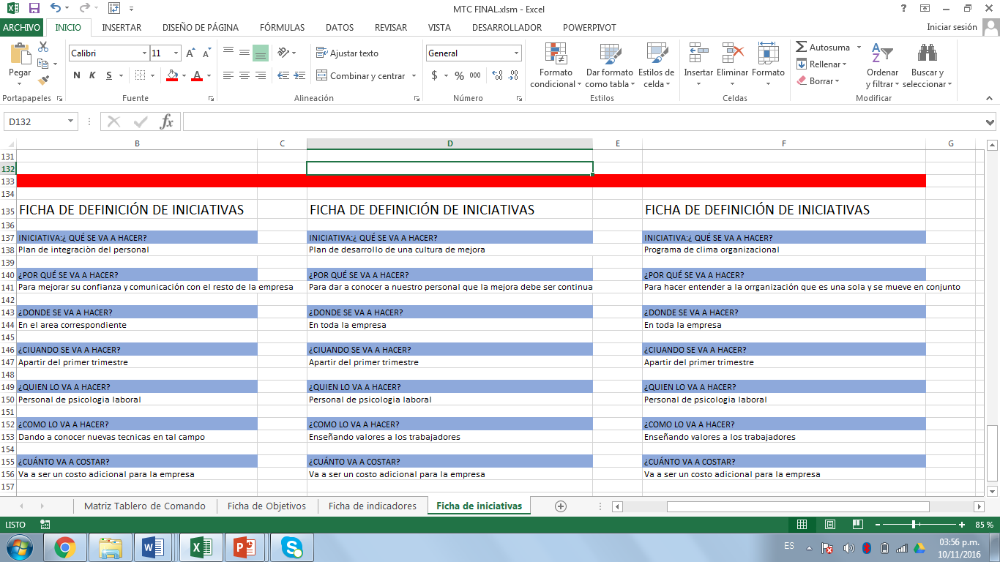 MTC FINAL.xlsm - Excel
ARCHIVO INICIO INSERTAR DISEÑO DE PÁGINA FÓRMULAS DATOS REVISAR VISTA DESARROLLADOR POWERPIVOT Iniciar sesión
Pegar
Portapapeles
Calibri 11
N K S
Fuente
Ajustar texto
Combinar y centrar
Alineación
General
$ % 000
Número
Formato condicional
Dar formato como tabla
Estilos de celda
Estilos
Insertar Eliminar Formato
Celdas
Autosuma
Rellenar
Borrar
Ordenar y filtrar
Buscar y seleccionar
Modificar
D132
B C D E F G
131
132
133
134
135 FICHA DE DEFINICIÓN DE INICIATIVAS FICHA DE DEFINICIÓN DE INICIATIVAS FICHA DE DEFINICIÓN DE INICIATIVAS
136
137 INICIATIVA:¿ QUÉ SE VA A HACER? INICIATIVA:¿ QUÉ SE VA A HACER? INICIATIVA:¿ QUÉ SE VA A HACER?
138 Plan de integraciòn del personal Plan de desarrollo de una cultura de mejora Programa de clima organizacional
139
140 ¿POR QUÉ SE VA A HACER? ¿POR QUÉ SE VA A HACER? ¿POR QUÉ SE VA A HACER?
141 Para mejorar su confianza y comunicación con el resto de la empresa Para dar a conocer a nuestro personal que la mejora debe ser continua Para hacer entender a la orrganización que es una sola y se mueve en conjunto
142
143 ¿DONDE SE VA A HACER? ¿DONDE SE VA A HACER? ¿DONDE SE VA A HACER?
144 En el area correspondiente En toda la empresa En toda la empresa
145
146 ¿CIUANDO SE VA A HACER? ¿CIUANDO SE VA A HACER? ¿CIUANDO SE VA A HACER?
147 Apartir del primer trimestre Apartir del primer trimestre Apartir del primer trimestre
148
149 ¿QUIEN LO VA A HACER? ¿QUIEN LO VA A HACER? ¿QUIEN LO VA A HACER?
150 Personal de psicologia laboral Personal de psicologia laboral Personal de psicologia laboral
151
152 ¿COMO LO VA A HACER? ¿COMO LO VA A HACER? ¿COMO LO VA A HACER?
153 Dando a conocer nuevas tecnicas en tal campo Enseñando valores a los trabajadores Enseñando valores a los trabajadores
154
155 ¿CUÁNTO VA A COSTAR? ¿CUÁNTO VA A COSTAR? ¿CUÁNTO VA A COSTAR?
156 Va a ser un costo adicional para la empresa Va a ser un costo adicional para la empresa Va a ser un costo adicional para la empresa
157
Matriz Tablero de Comando Ficha de Objetivos Ficha de indicadores Ficha de iniciativas
LISTO 85 %
ES 03:56 p.m.
10/11/2016